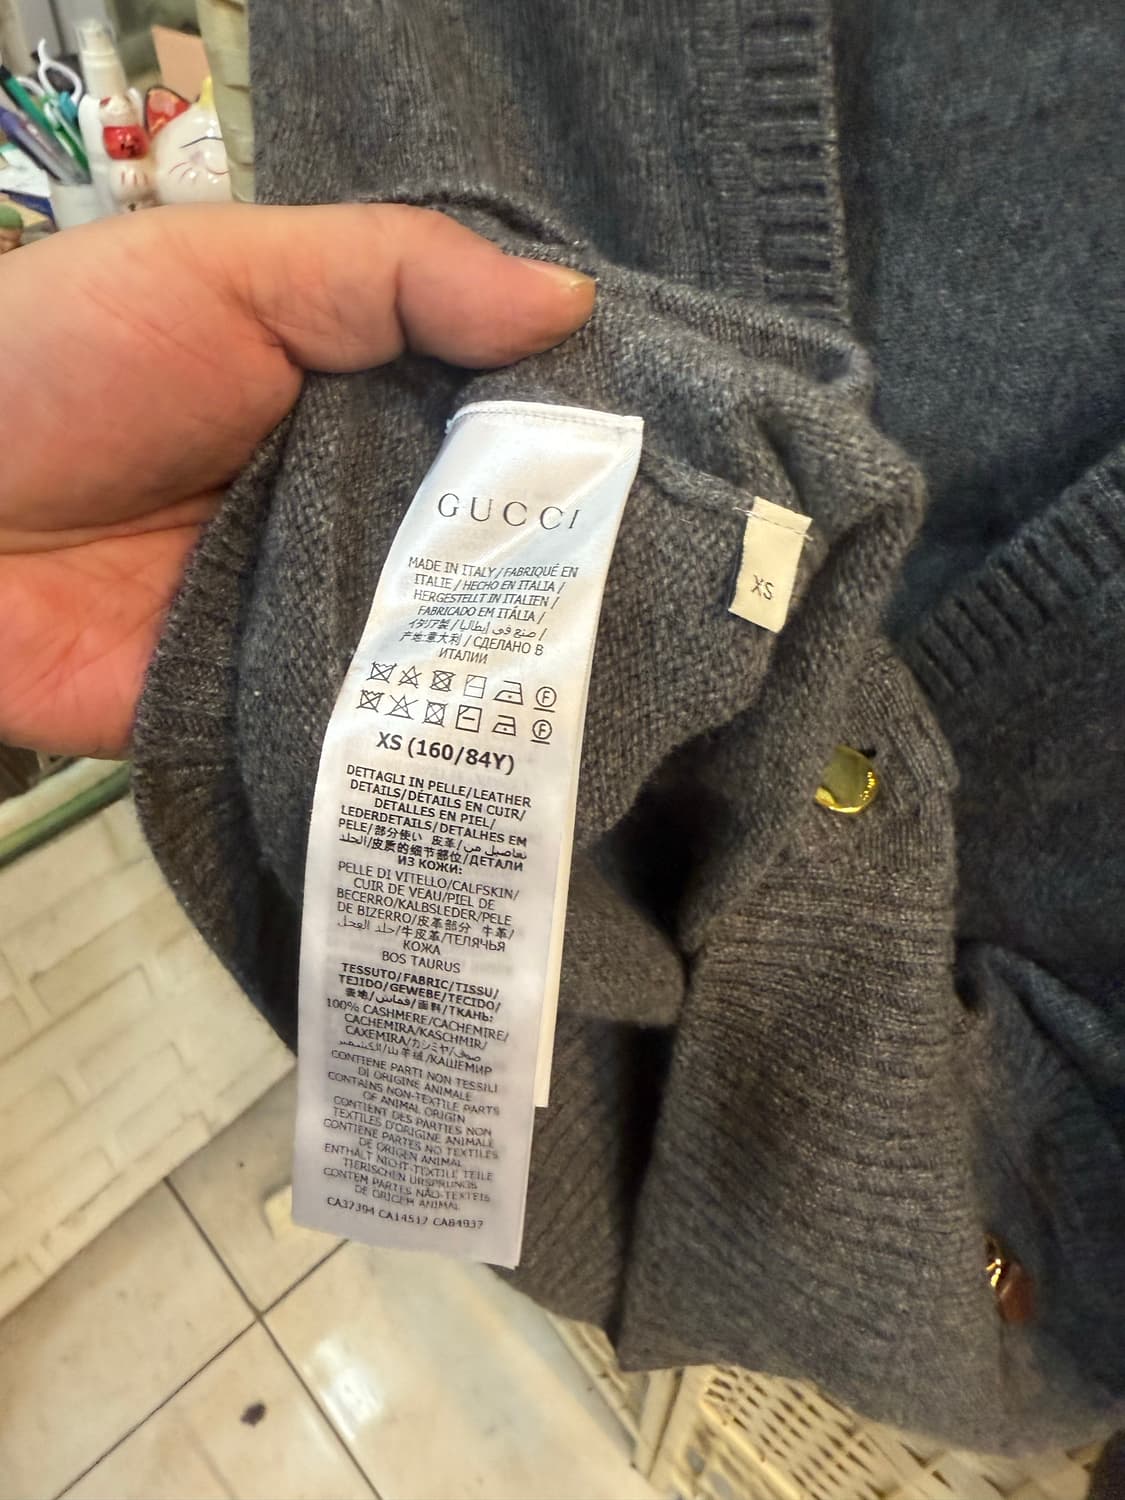 GUCCI
MADE IN ITALY/FABRIQUÉ EN
ITALIE/HECHO EN ITALIA/
HERGESTELLT IN ITALIEN/
FABRICADO EM ITÁLIA/
イタリア製/صنع في إيطاليا/
产地:意大利/СДЕЛАНО В
ИТАЛИИ
F
F
XS (160/84Y)
DETTAGLI IN PELLE/LEATHER
DETAILS/DÉTAILS EN CUIR/
DETALLES EN PIEL/
LEDERDETAILS/DETALHES EM
PELE/部分使い 皮革/تفاصيل من
الجلد/皮质的细节部位/ДЕТАЛИ
ИЗ КОЖИ:
PELLE DI VITELLO/CALFSKIN/
CUIR DE VEAU/PIEL DE
BECERRO/KALBSLEDER/PELE
DE BIZERRO/皮革部分 牛革/
جلد العجل/牛皮革/ТЕЛЯЧЬЯ
КОЖА
BOS TAURUS
TESSUTO/FABRIC/TISSU/
TEJIDO/GEWEBE/TECIDO/
表地/قماش/面料/ТКАНЬ:
100% CASHMERE/CACHEMIRE/
CACHEMIRA/KASCHMIR/
CAXEMIRA/カシミヤ/صوف
الكشمير/山羊绒/КАШЕМИР
CONTIENE PARTI NON TESSILI
DI ORIGINE ANIMALE
CONTAINS NON-TEXTILE PARTS
OF ANIMAL ORIGIN
CONTIENT DES PARTIES NON
TEXTILES D'ORIGINE ANIMALE
CONTIENE PARTES NO TEXTILES
DE ORIGEN ANIMAL
ENTHÄLT NICHT-TEXTILE TEILE
TIERISCHEN URSPRUNGS
CONTÉM PARTES NÃO-TÊXTEIS
DE ORIGEM ANIMAL
CA37394 CA14517 CA84937
XS